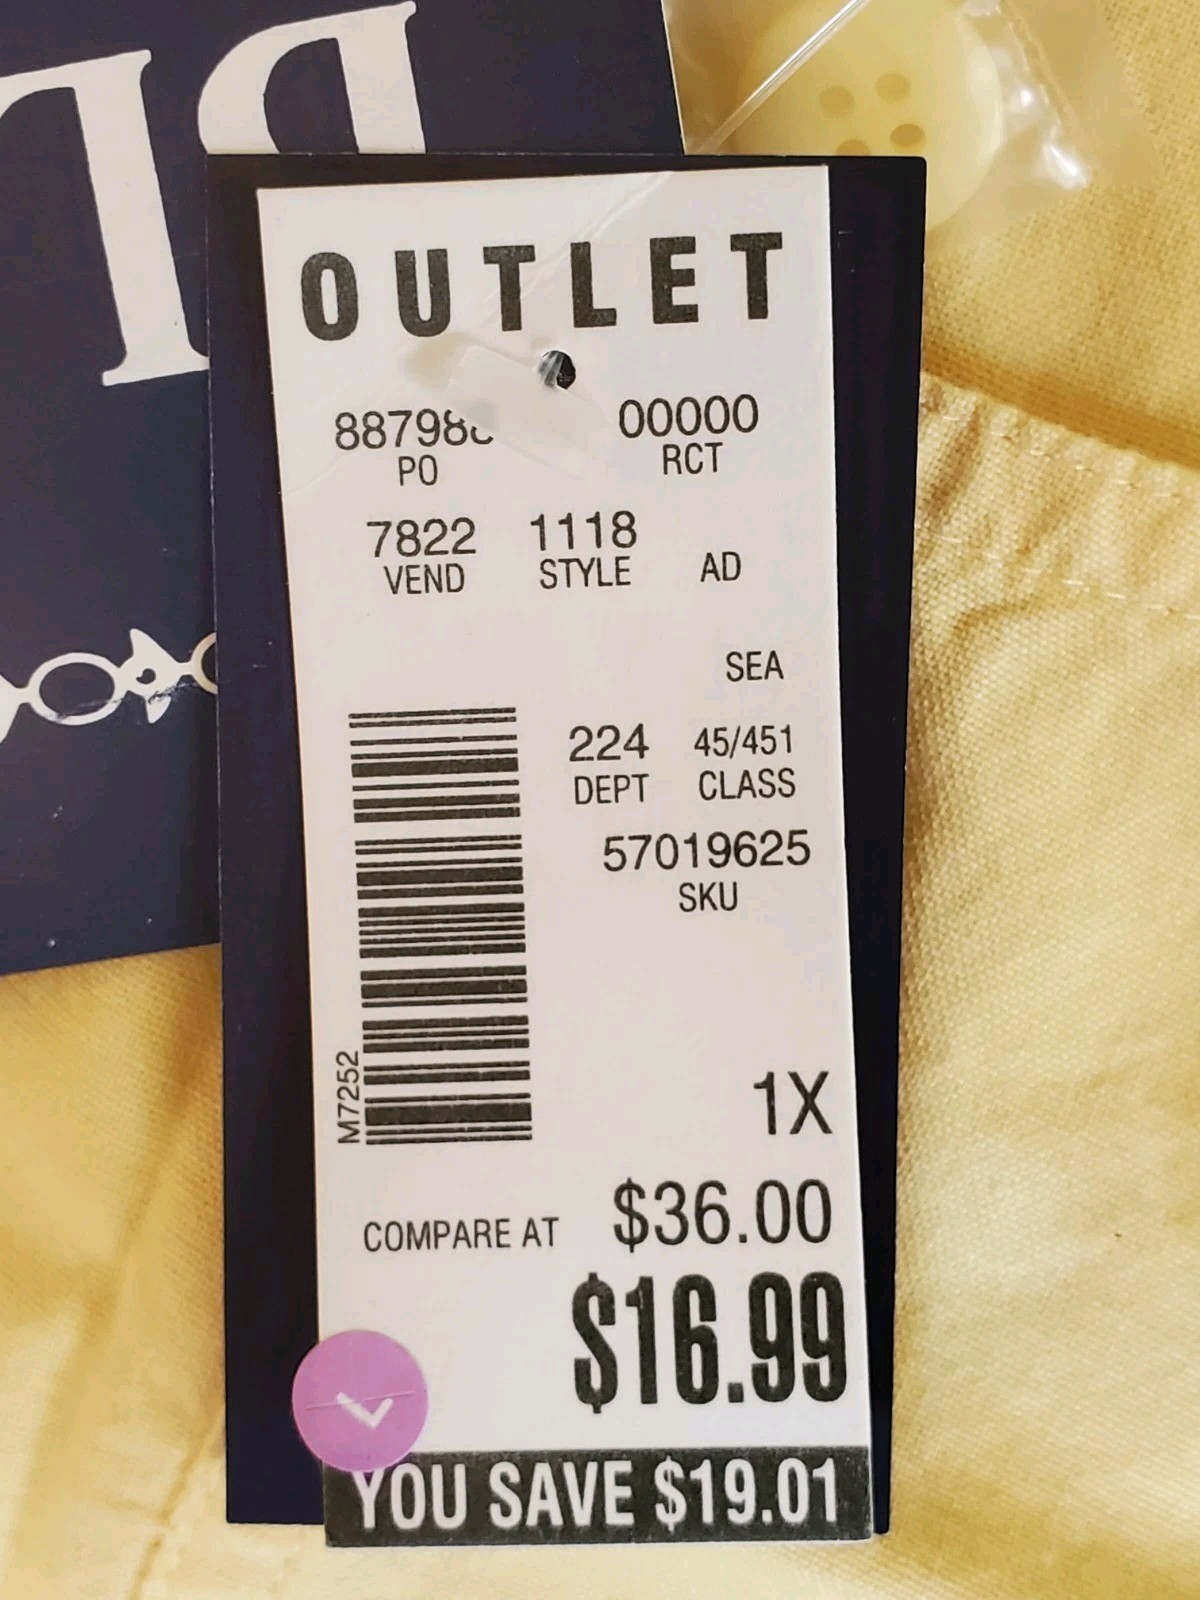 OUTLET
00000
PO RCT
7822 1118
VEND STYLE AD
SEA
224 45/451
DEPT CLASS
57019625
SKU
M7252
1X
COMPARE AT $36.00
$16.99
YOU SAVE $19.01